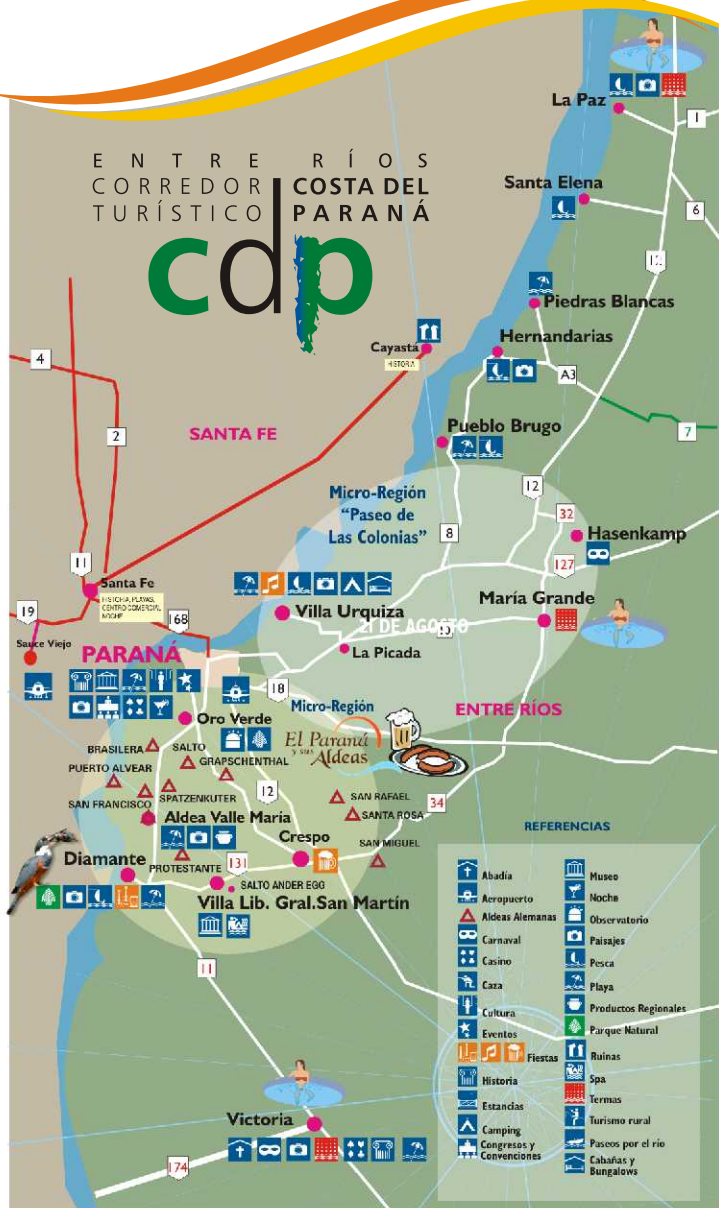 La Paz
1
ENTRE RÍOS
CORREDOR COSTA DEL
TURÍSTICO PARANÁ
cdp
Santa Elena
6
12
Piedras Blancas
Cayastá
HISTORIA
Hernandarias
4
A3
2
SANTA FE
Pueblo Brugo
7
Micro-Región
"Paseo de
Las Colonias"
12
8
32
Hasenkamp
11
127
Santa Fe
HISTORIA, PLAYAS,
CENTRO COMERCIAL
NOCHE
19
168
María Grande
Villa Urquiza
21 DE AGOSTO
Sauce Viejo
PARANÁ
La Picada
18
Micro-Región
ENTRE RÍOS
Oro Verde
El Paraná
y sus
Aldeas
BRASILERA
SALTO
GRAPSCHENTHAL
PUERTO ALVEAR
SPATZENKUTER
12
SAN RAFAEL
34
SAN FRANCISCO
SANTA ROSA
Aldea Valle María
REFERENCIAS
Crespo
SAN MIGUEL
Diamante
PROTESTANTE
131
SALTO ANDER EGG
Villa Lib. Gral.San Martín
11
Abadía
Aeropuerto
Aldeas Alemanas
Carnaval
Casino
Caza
Cultura
Eventos
Fiestas
Historia
Estancias
Camping
Congresos y
Convenciones
Museo
Noche
Observatorio
Paisajes
Pesca
Playa
Productos Regionales
Parque Natural
Ruinas
Spa
Termas
Turismo rural
Paseos por el río
Cabañas y
Bungalows
Victoria
174